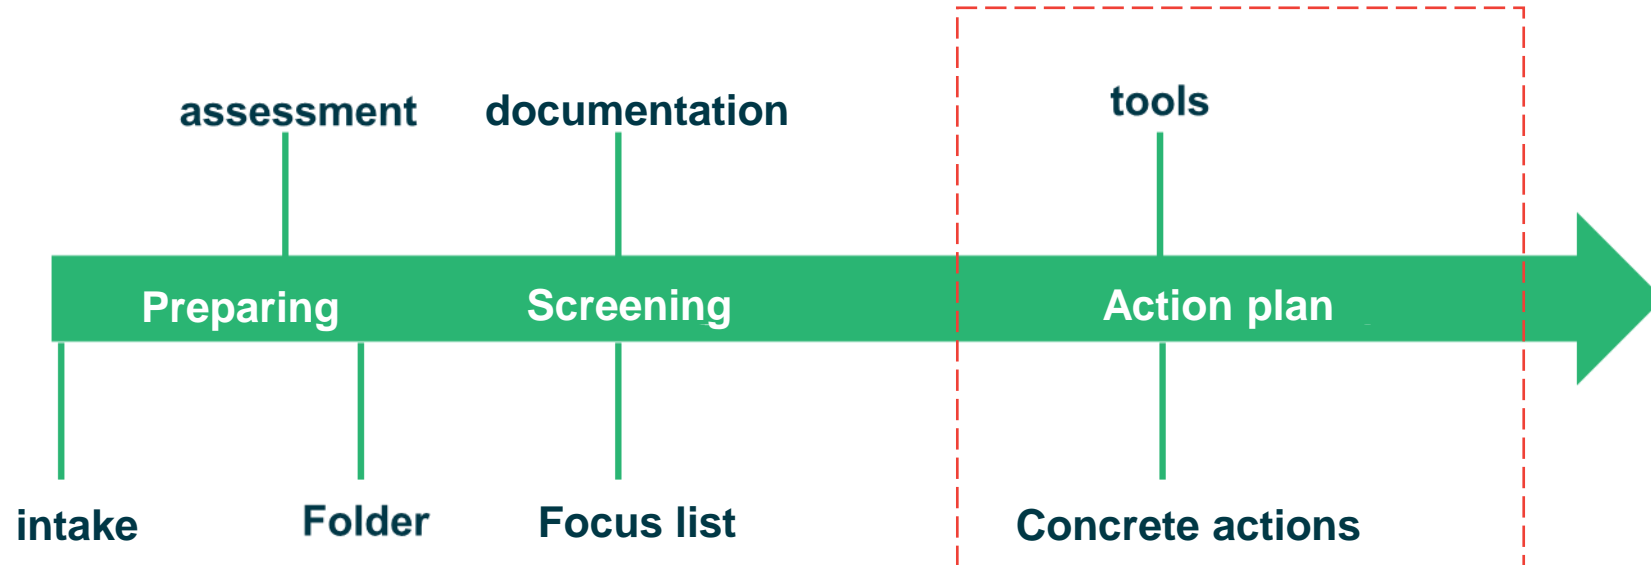 assessment
documentation
tools
Preparing
Screening
Action plan
intake
Folder
Focus list
Concrete actions